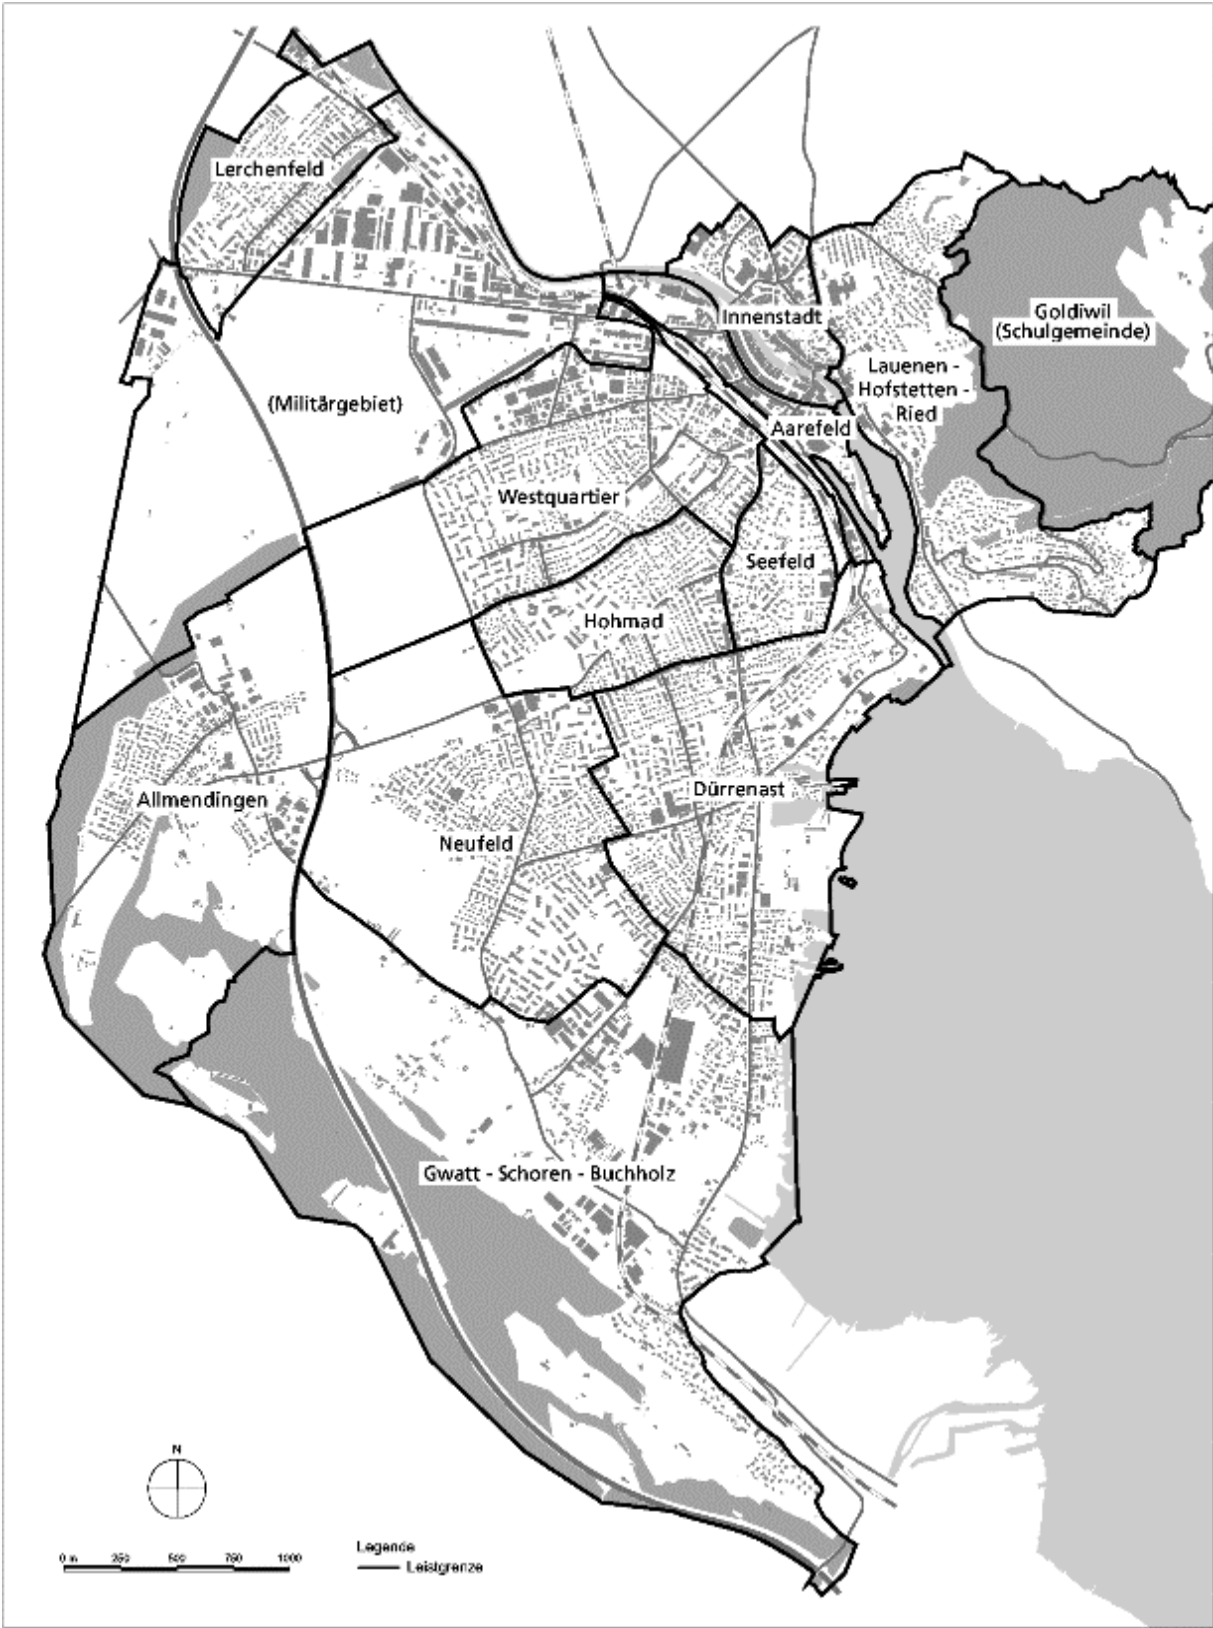 Lerchenfeld
Innenstadt
Goldiwil
(Schulgemeinde)
Lauenen -
Hofstetten -
Ried
(Militärgebiet)
Aarefeld
Westquartier
Seefeld
Hohmad
Dürrenast
Allmendingen
Neufeld
Gwatt - Schoren - Buchholz
N
0 m 250 500 750 1000
Legende
Leistgrenze